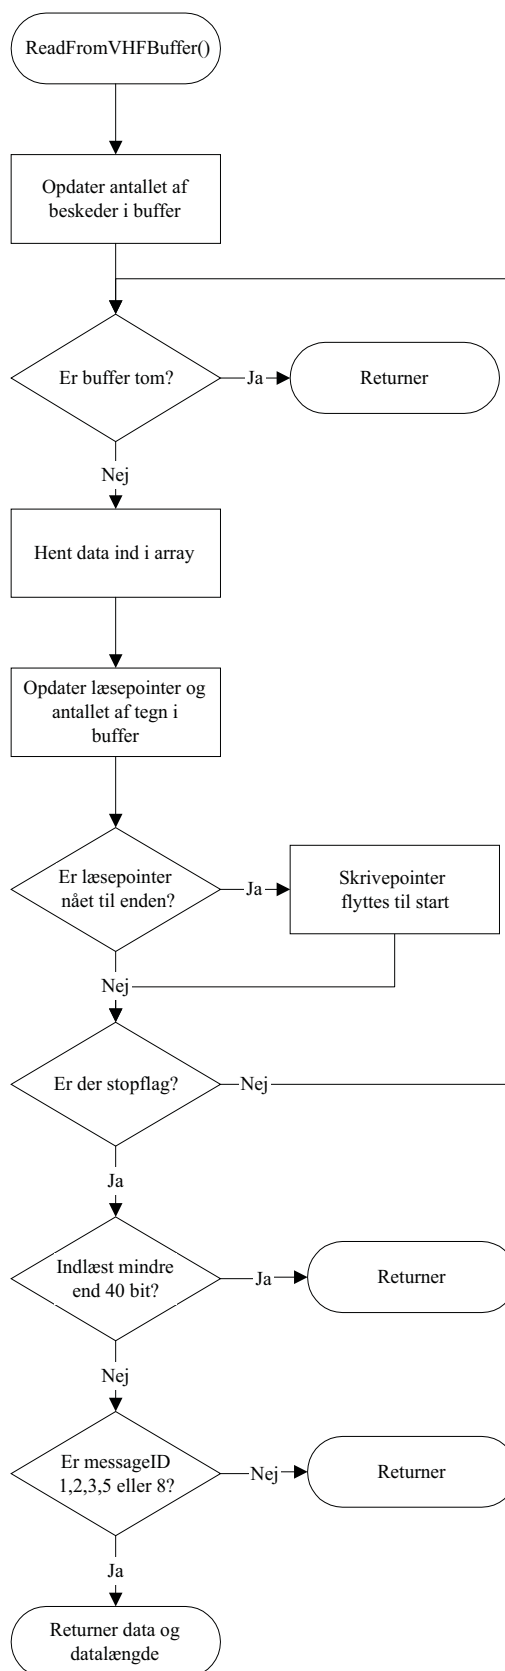 ReadFromVHFBuffer()
Opdater antallet af
beskeder i buffer
Er buffer tom?
Ja
Returner
Nej
Hent data ind i array
Opdater læsepointer og
antallet af tegn i
buffer
Er læsepointer
nået til enden?
Ja
Skrivepointer
flyttes til start
Nej
Er der stopflag?
Nej
Ja
Indlæst mindre
end 40 bit?
Ja
Returner
Nej
Er messageID
1,2,3,5 eller 8?
Nej
Returner
Ja
Returner data og
datalængde